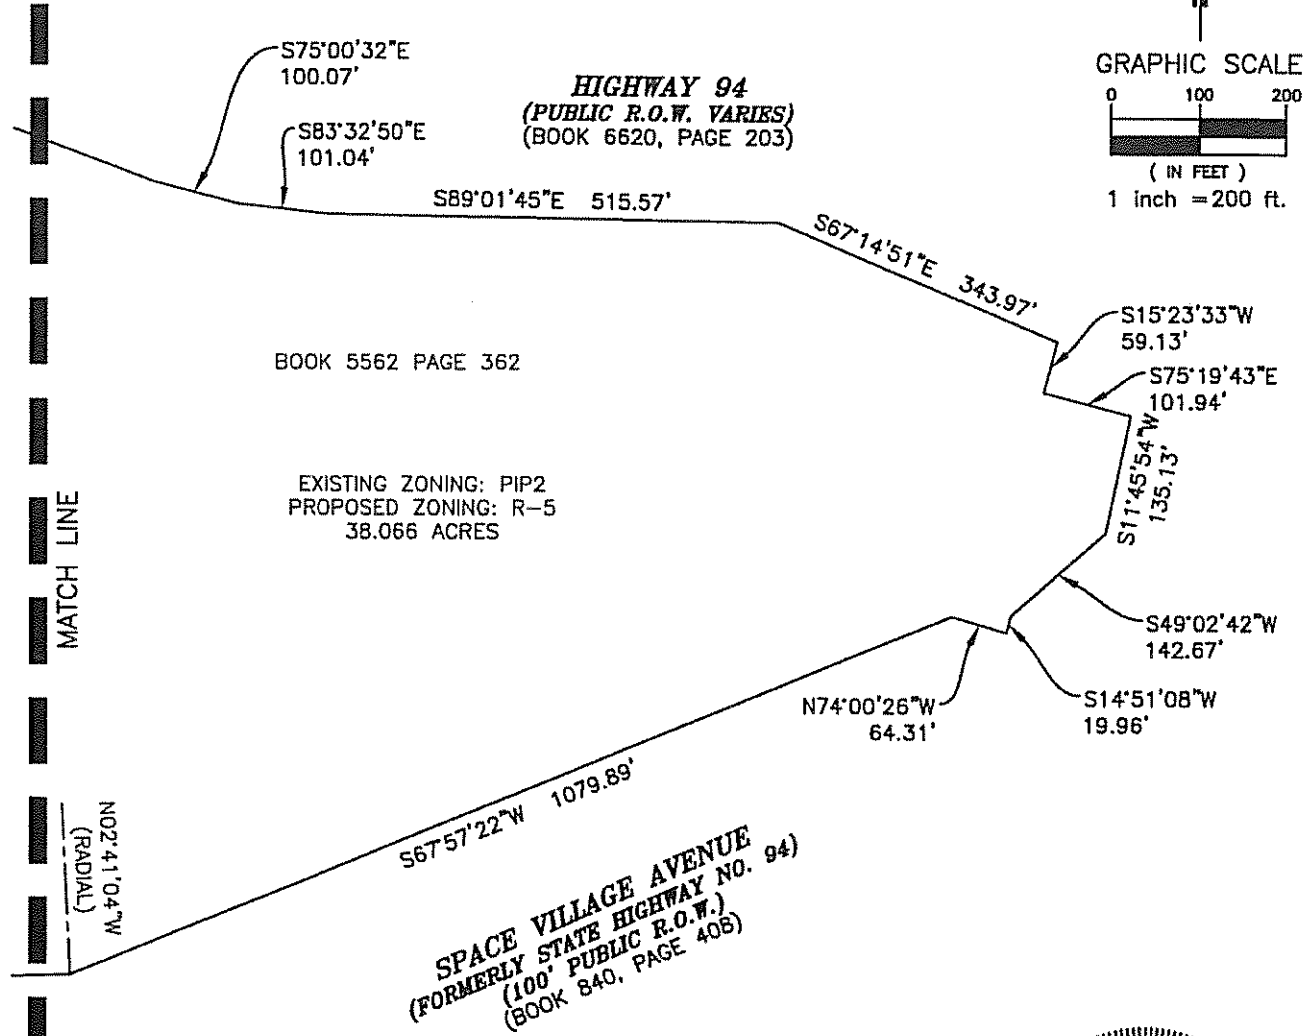 GRAPHIC SCALE
0 100 200
( IN FEET )
1 inch = 200 ft.
S75°00'32"E
100.07'
HIGHWAY 94
(PUBLIC R.O.W. VARIES)
(BOOK 6620, PAGE 203)
S83°32'50"E
101.04'
S89°01'45"E 515.57'
S67°14'51"E 343.97'
S15°23'33"W
59.13'
S75°19'43"E
101.94'
BOOK 5562 PAGE 362
S11°45'54"W
135.13'
EXISTING ZONING: PIP2
PROPOSED ZONING: R-5
38.066 ACRES
MATCH LINE
S49°02'42"W
142.67'
S14°51'08"W
19.96'
N74°00'26"W
64.31'
S67°57'22"W 1079.89'
N02°41'04"W
(RADIAL)
SPACE VILLAGE AVENUE
(FORMERLY STATE HIGHWAY NO. 94)
(100' PUBLIC R.O.W.)
(BOOK 840, PAGE 408)